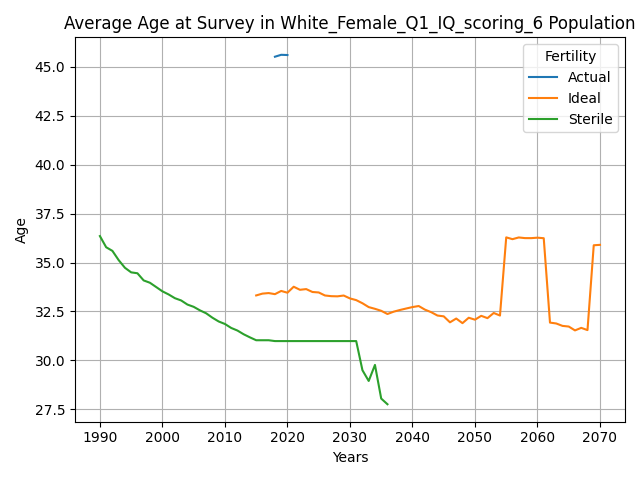 Average Age at Survey in White_Female_Q1_IQ_scoring_6 Population
Fertility
Actual
Ideal
Sterile
Age
45.0
42.5
40.0
37.5
35.0
32.5
30.0
27.5
1990 2000 2010 2020 2030 2040 2050 2060 2070
Years